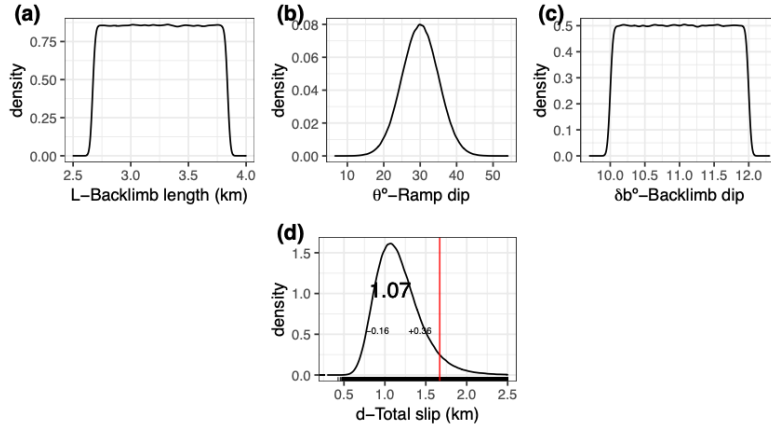 (a)
density
0.75
0.50
0.25
0.00
2.5 3.0 3.5 4.0
L−Backlimb length (km)
(b)
density
0.08
0.06
0.04
0.02
0.00
10 20 30 40 50
θ°−Ramp dip
(c)
density
0.5
0.4
0.3
0.2
0.1
0.0
10.0 10.5 11.0 11.5 12.0
δb°−Backlimb dip
(d)
density
1.5
1.0
0.5
0.0
1.07
−0.16 +0.36
0.5 1.0 1.5 2.0 2.5
d−Total slip (km)